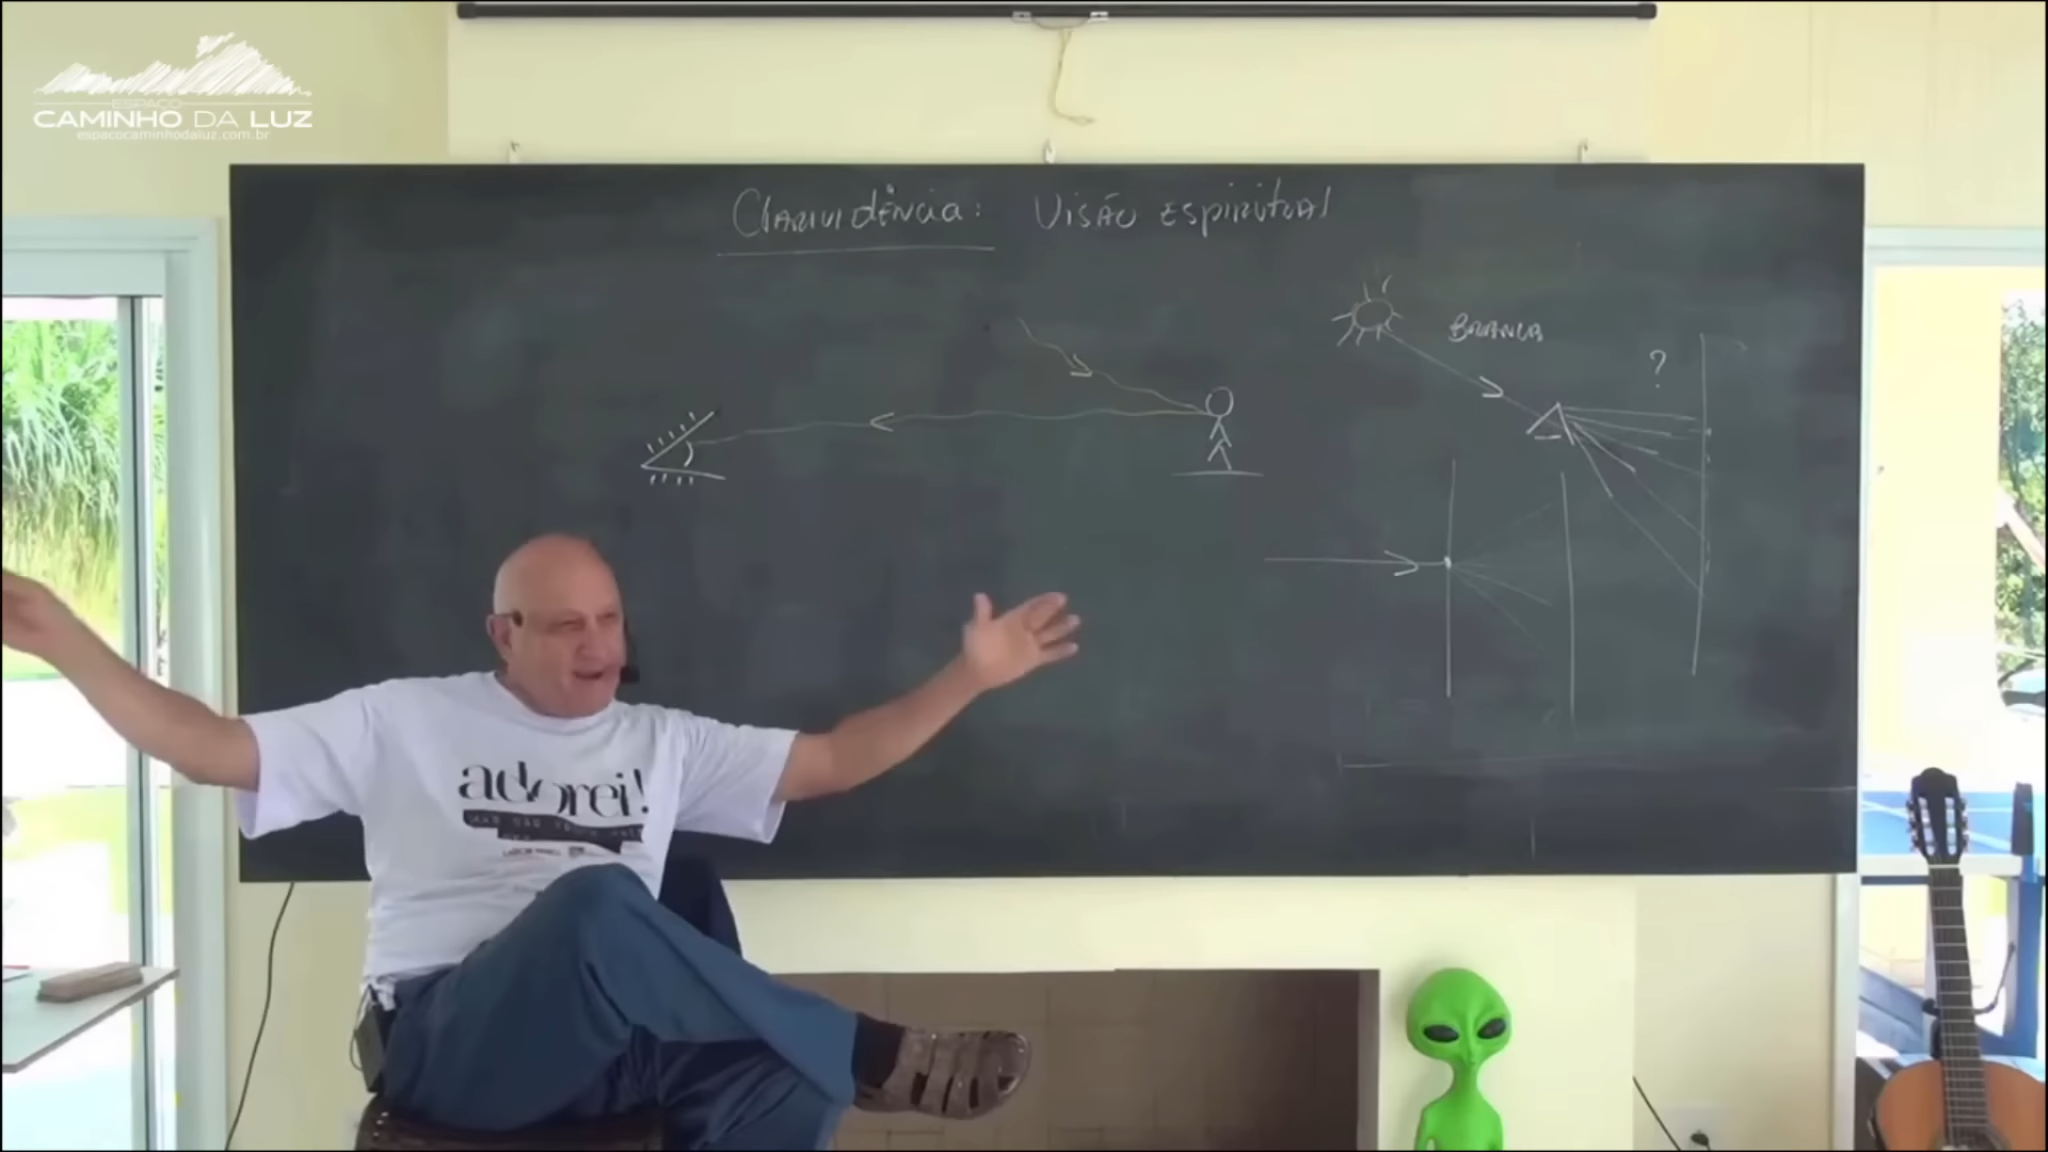 ESPAÇO
CAMINHO DA LUZ
espacocaminhodaluz.com.br
Clarividência: Visão espiritual
BRANCA
?
adorei!